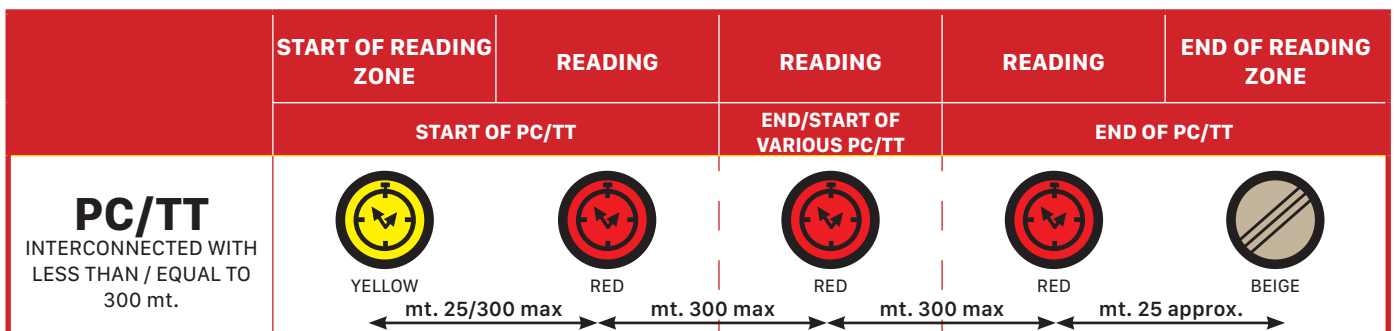 START OF READING
ZONE
READING
READING
READING
END OF READING
ZONE
START OF PC/TT
END/START OF
VARIOUS PC/TT
END OF PC/TT
PC/TT
INTERCONNECTED WITH
LESS THAN / EQUAL TO
300 mt.
YELLOW
RED
RED
RED
BEIGE
mt. 25/300 max
mt. 300 max
mt. 300 max
mt. 25 approx.